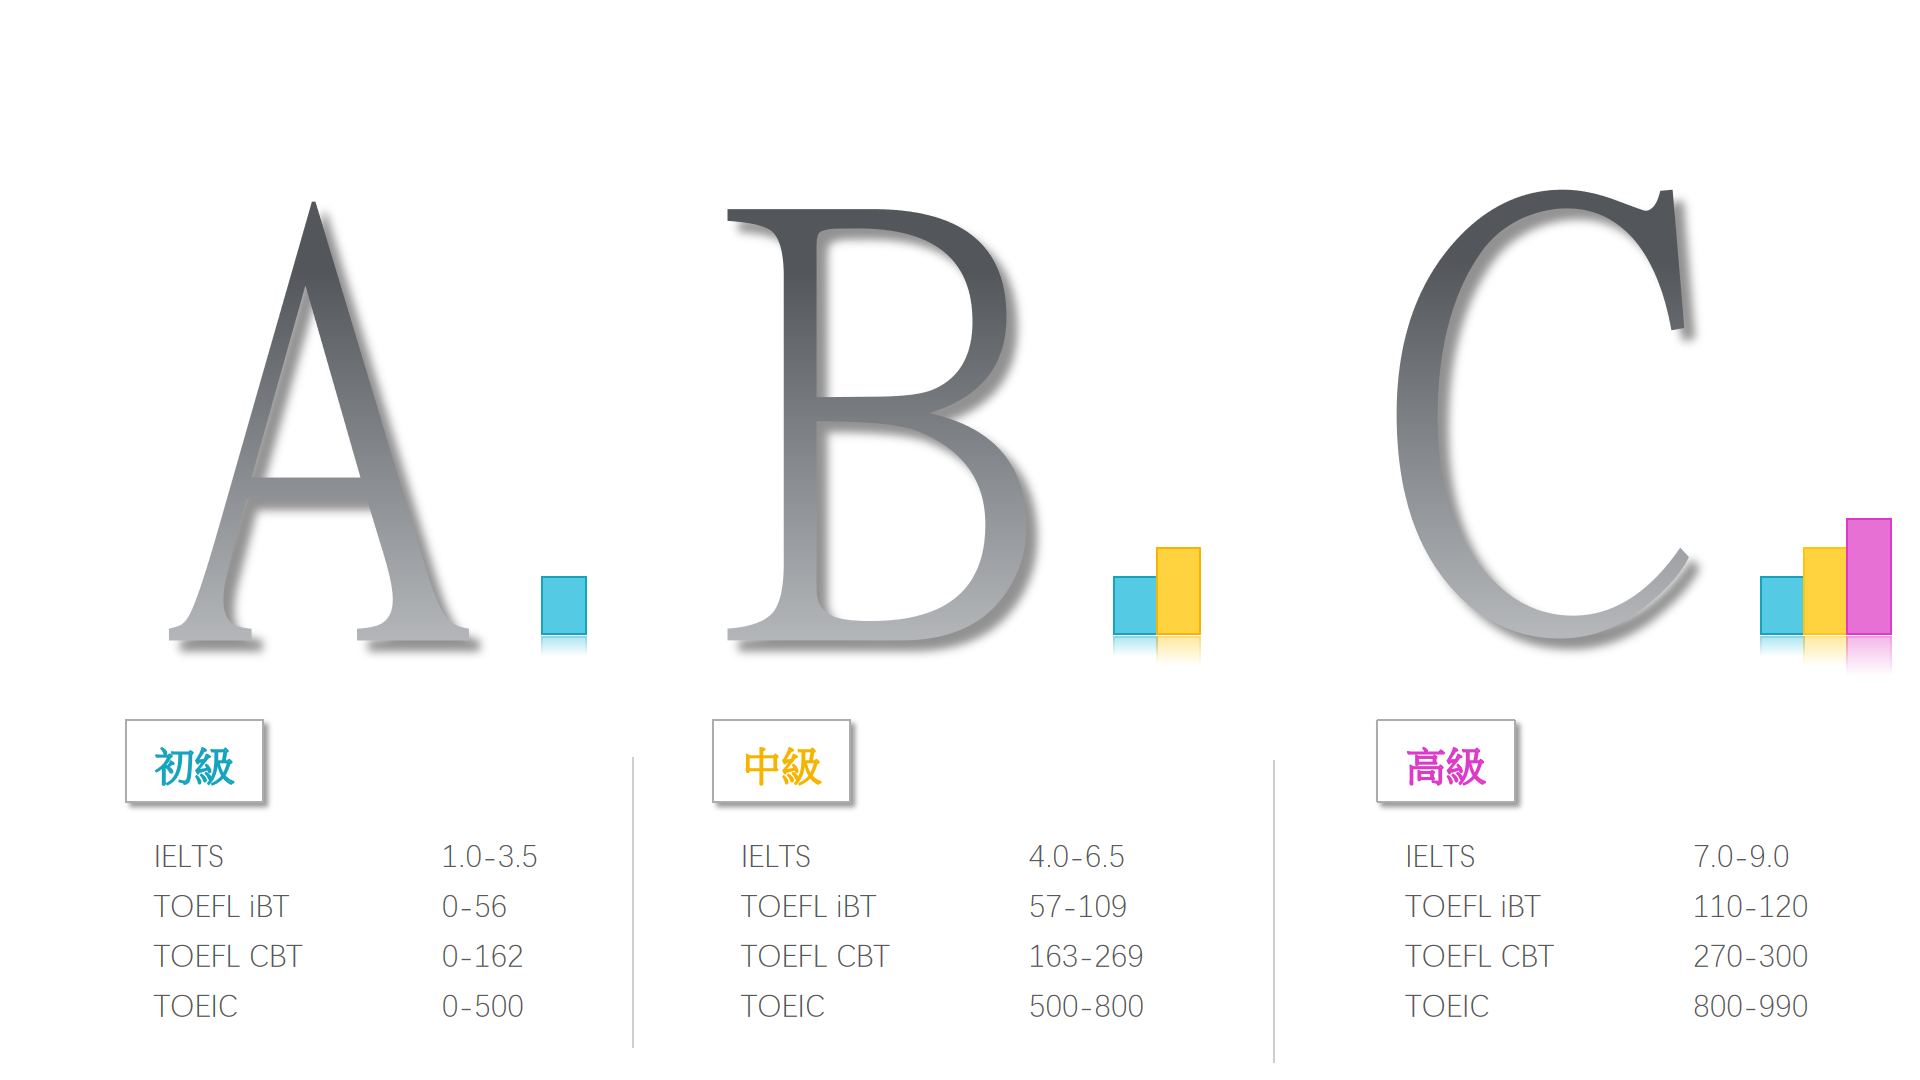 A
B
C
初級
IELTS 1.0-3.5
TOEFL iBT 0-56
TOEFL CBT 0-162
TOEIC 0-500
中級
IELTS 4.0-6.5
TOEFL iBT 57-109
TOEFL CBT 163-269
TOEIC 500-800
高級
IELTS 7.0-9.0
TOEFL iBT 110-120
TOEFL CBT 270-300
TOEIC 800-990